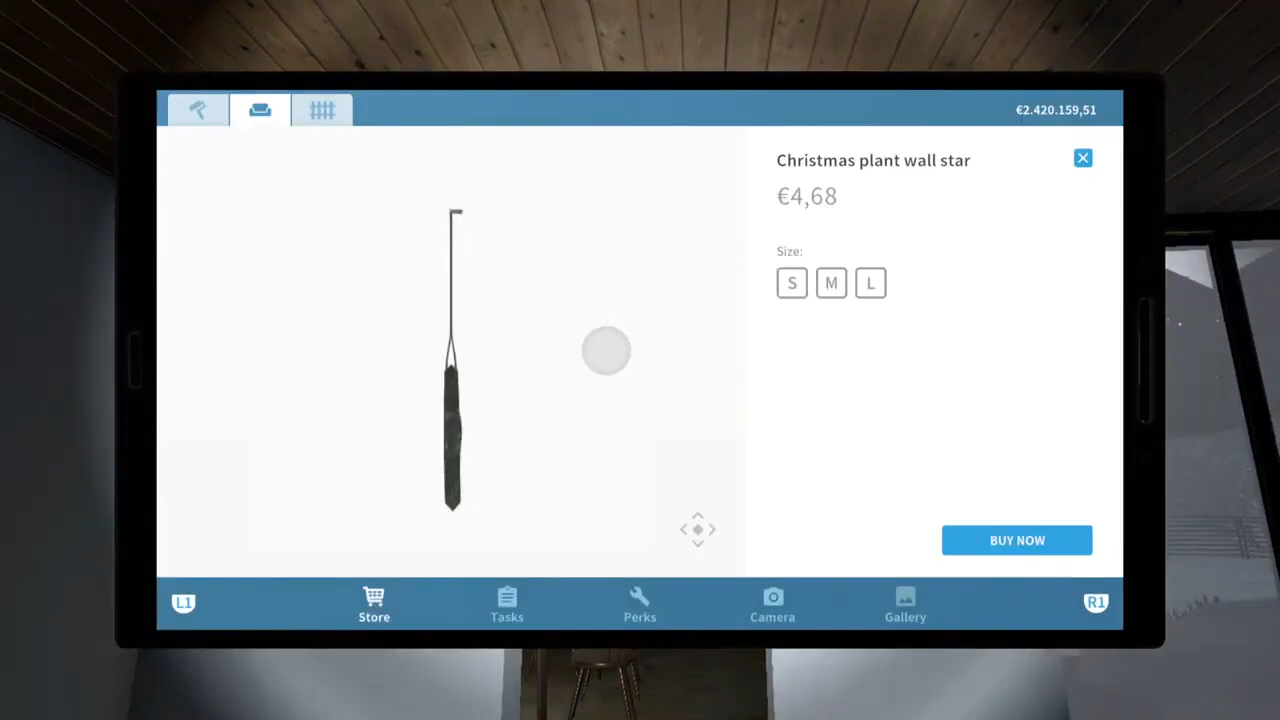 €2.420.159,51
Christmas plant wall star
€4,68
Size:
S M L
BUY NOW
L1
Store
Tasks
Perks
Camera
Gallery
R1